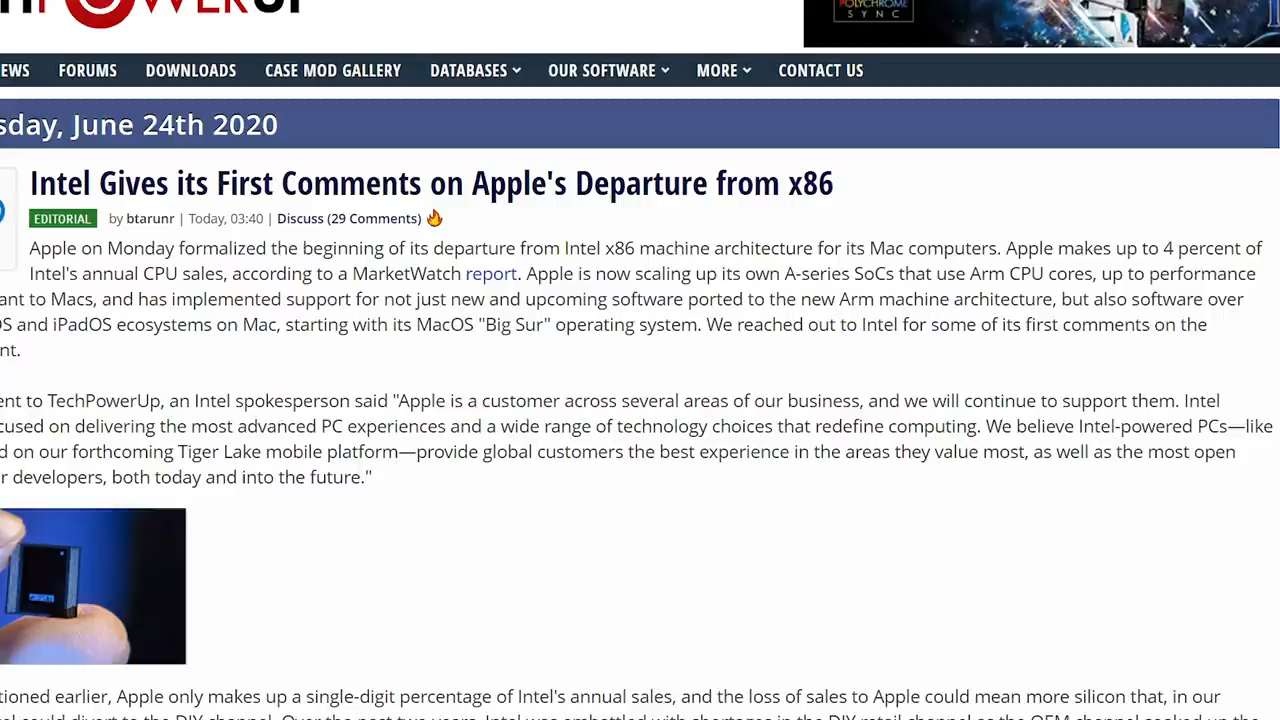 POLYCHROME
SYNC
EWS FORUMS DOWNLOADS CASE MOD GALLERY DATABASES OUR SOFTWARE MORE CONTACT US
sday, June 24th 2020
Intel Gives its First Comments on Apple's Departure from x86
EDITORIAL by btarunr | Today, 03:40 | Discuss (29 Comments)
Apple on Monday formalized the beginning of its departure from Intel x86 machine architecture for its Mac computers. Apple makes up to 4 percent of
Intel's annual CPU sales, according to a MarketWatch report. Apple is now scaling up its own A-series SoCs that use Arm CPU cores, up to performance
ant to Macs, and has implemented support for not just new and upcoming software ported to the new Arm machine architecture, but also software over
OS and iPadOS ecosystems on Mac, starting with its MacOS "Big Sur" operating system. We reached out to Intel for some of its first comments on the
nt.
ent to TechPowerUp, an Intel spokesperson said "Apple is a customer across several areas of our business, and we will continue to support them. Intel
cused on delivering the most advanced PC experiences and a wide range of technology choices that redefine computing. We believe Intel-powered PCs—like
d on our forthcoming Tiger Lake mobile platform—provide global customers the best experience in the areas they value most, as well as the most open
r developers, both today and into the future."
tioned earlier, Apple only makes up a single-digit percentage of Intel's annual sales, and the loss of sales to Apple could mean more silicon that, in our